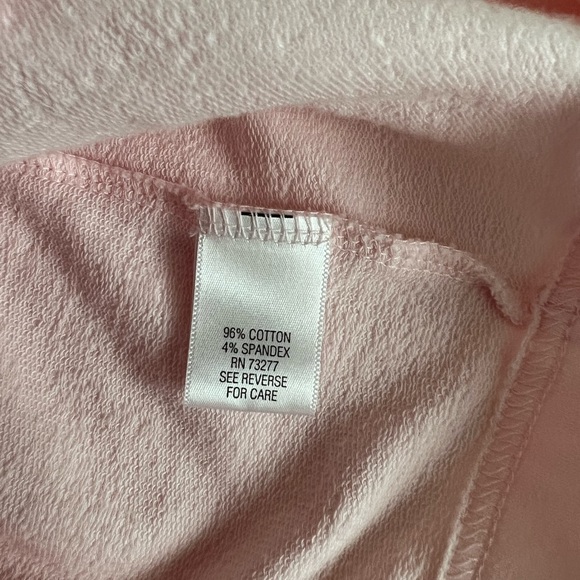 96% COTTON
4% SPANDEX
RN 73277
SEE REVERSE
FOR CARE